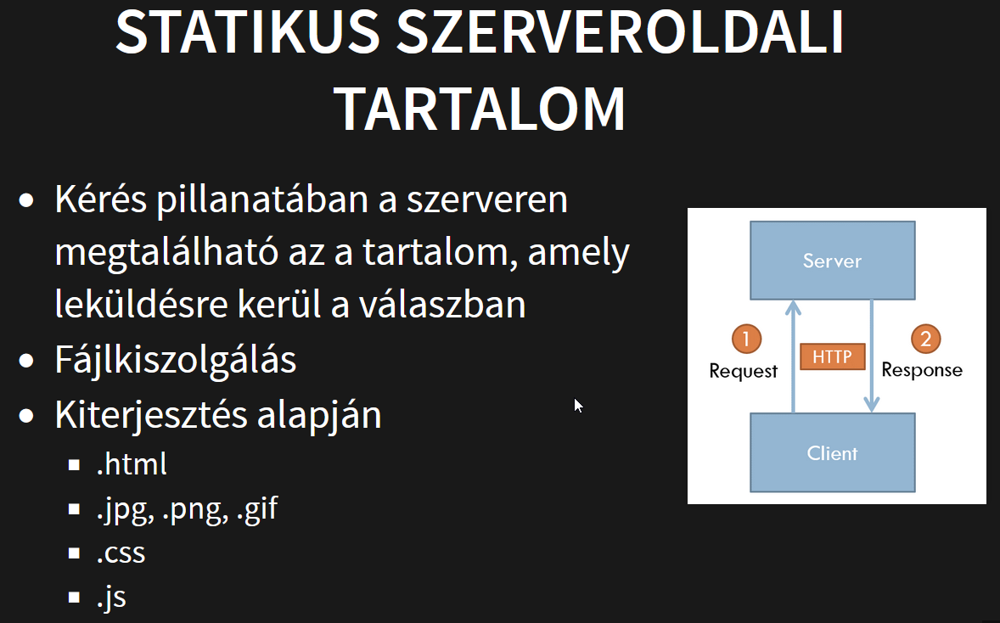 STATIKUS SZERVEROLDALI
TARTALOM
• Kérés pillanatában a szerveren
megtalálható az a tartalom, amely
leküldésre kerül a válaszban
• Fájlkiszolgálás
• Kiterjesztés alapján
▪ .html
▪ .jpg, .png, .gif
▪ .css
▪ .js
Server
1
Request
HTTP
2
Response
Client